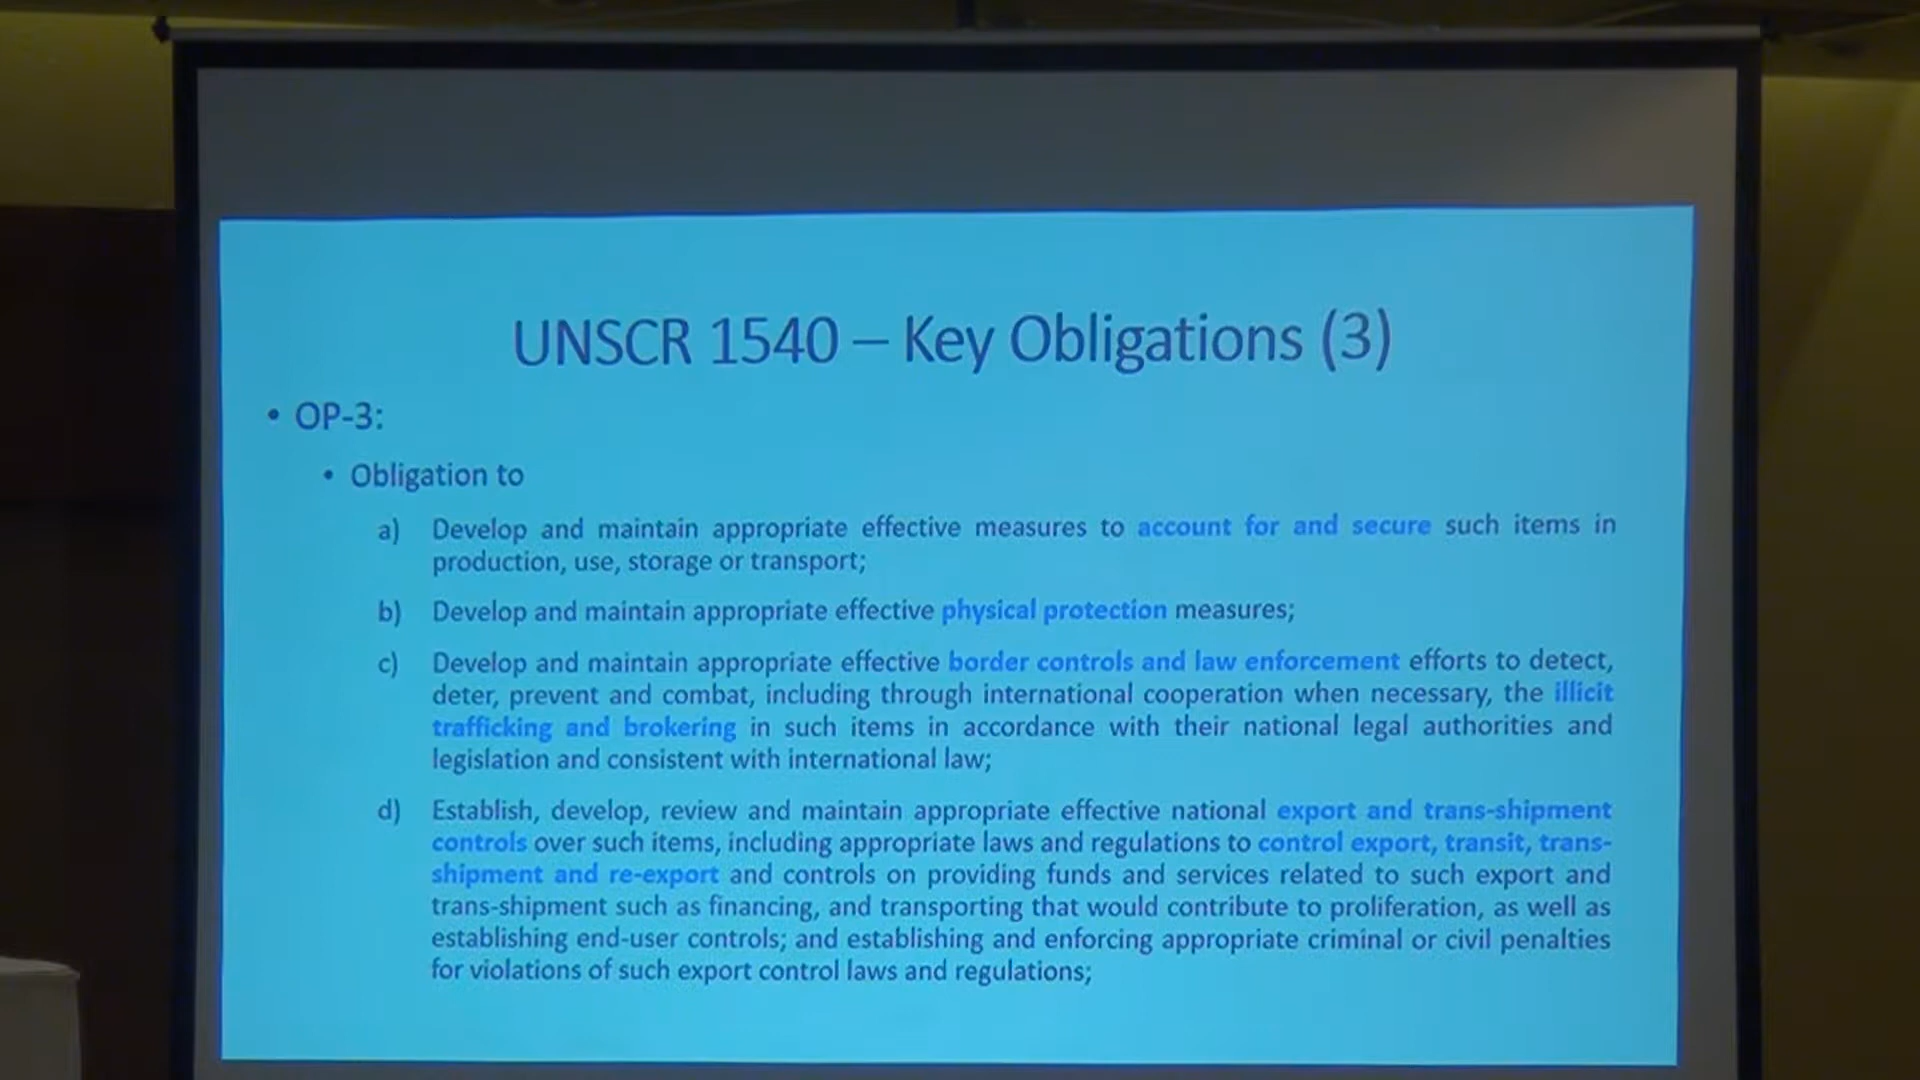 UNSCR 1540 – Key Obligations (3)
• OP-3:
• Obligation to
a) Develop and maintain appropriate effective measures to account for and secure such items in
production, use, storage or transport;
b) Develop and maintain appropriate effective physical protection measures;
c) Develop and maintain appropriate effective border controls and law enforcement efforts to detect,
deter, prevent and combat, including through international cooperation when necessary, the illicit
trafficking and brokering in such items in accordance with their national legal authorities and
legislation and consistent with international law;
d) Establish, develop, review and maintain appropriate effective national export and trans-shipment
controls over such items, including appropriate laws and regulations to control export, transit, trans-
shipment and re-export and controls on providing funds and services related to such export and
trans-shipment such as financing, and transporting that would contribute to proliferation, as well as
establishing end-user controls; and establishing and enforcing appropriate criminal or civil penalties
for violations of such export control laws and regulations;